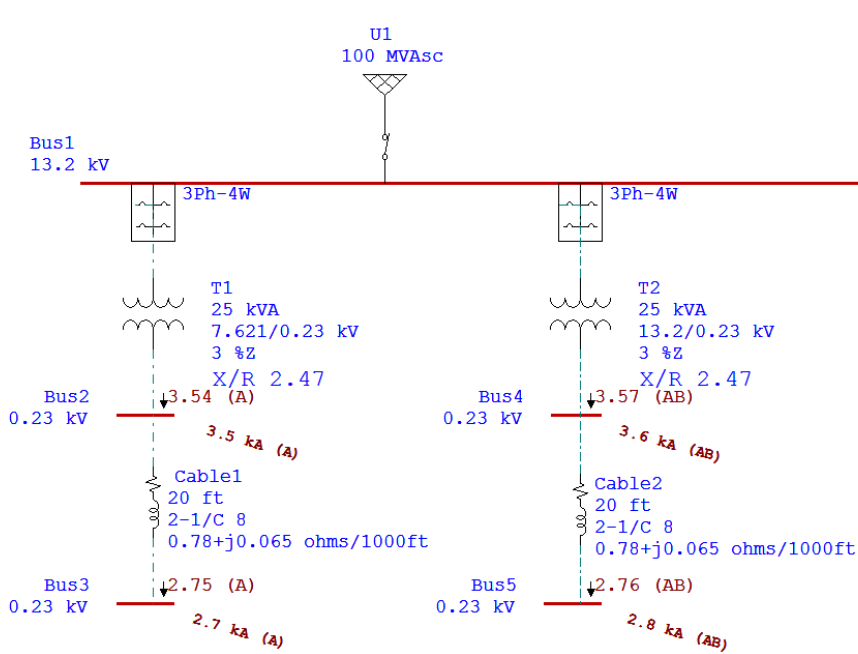 U1
100 MVAsc
Bus1
13.2 kV
3Ph-4W
3Ph-4W
T1
25 kVA
7.621/0.23 kV
3 %Z
X/R 2.47
T2
25 kVA
13.2/0.23 kV
3 %Z
X/R 2.47
Bus2
0.23 kV
3.54 (A)
3.5 kA (A)
Bus4
0.23 kV
3.57 (AB)
3.6 kA (AB)
Cable1
20 ft
2-1/C 8
0.78+j0.065 ohms/1000ft
Cable2
20 ft
2-1/C 8
0.78+j0.065 ohms/1000ft
Bus3
0.23 kV
2.75 (A)
2.7 kA (A)
Bus5
0.23 kV
2.76 (AB)
2.8 kA (AB)